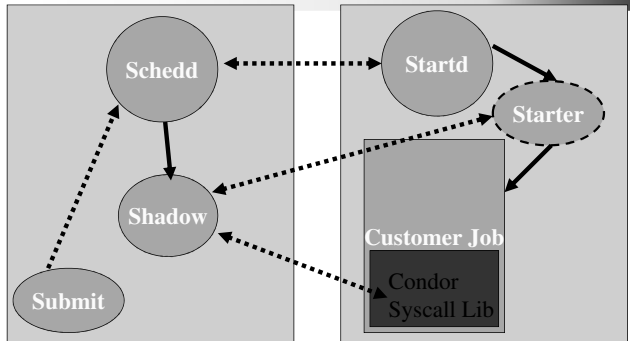 Schedd
Startd
Starter
Shadow
Customer Job
Condor
Syscall Lib
Submit